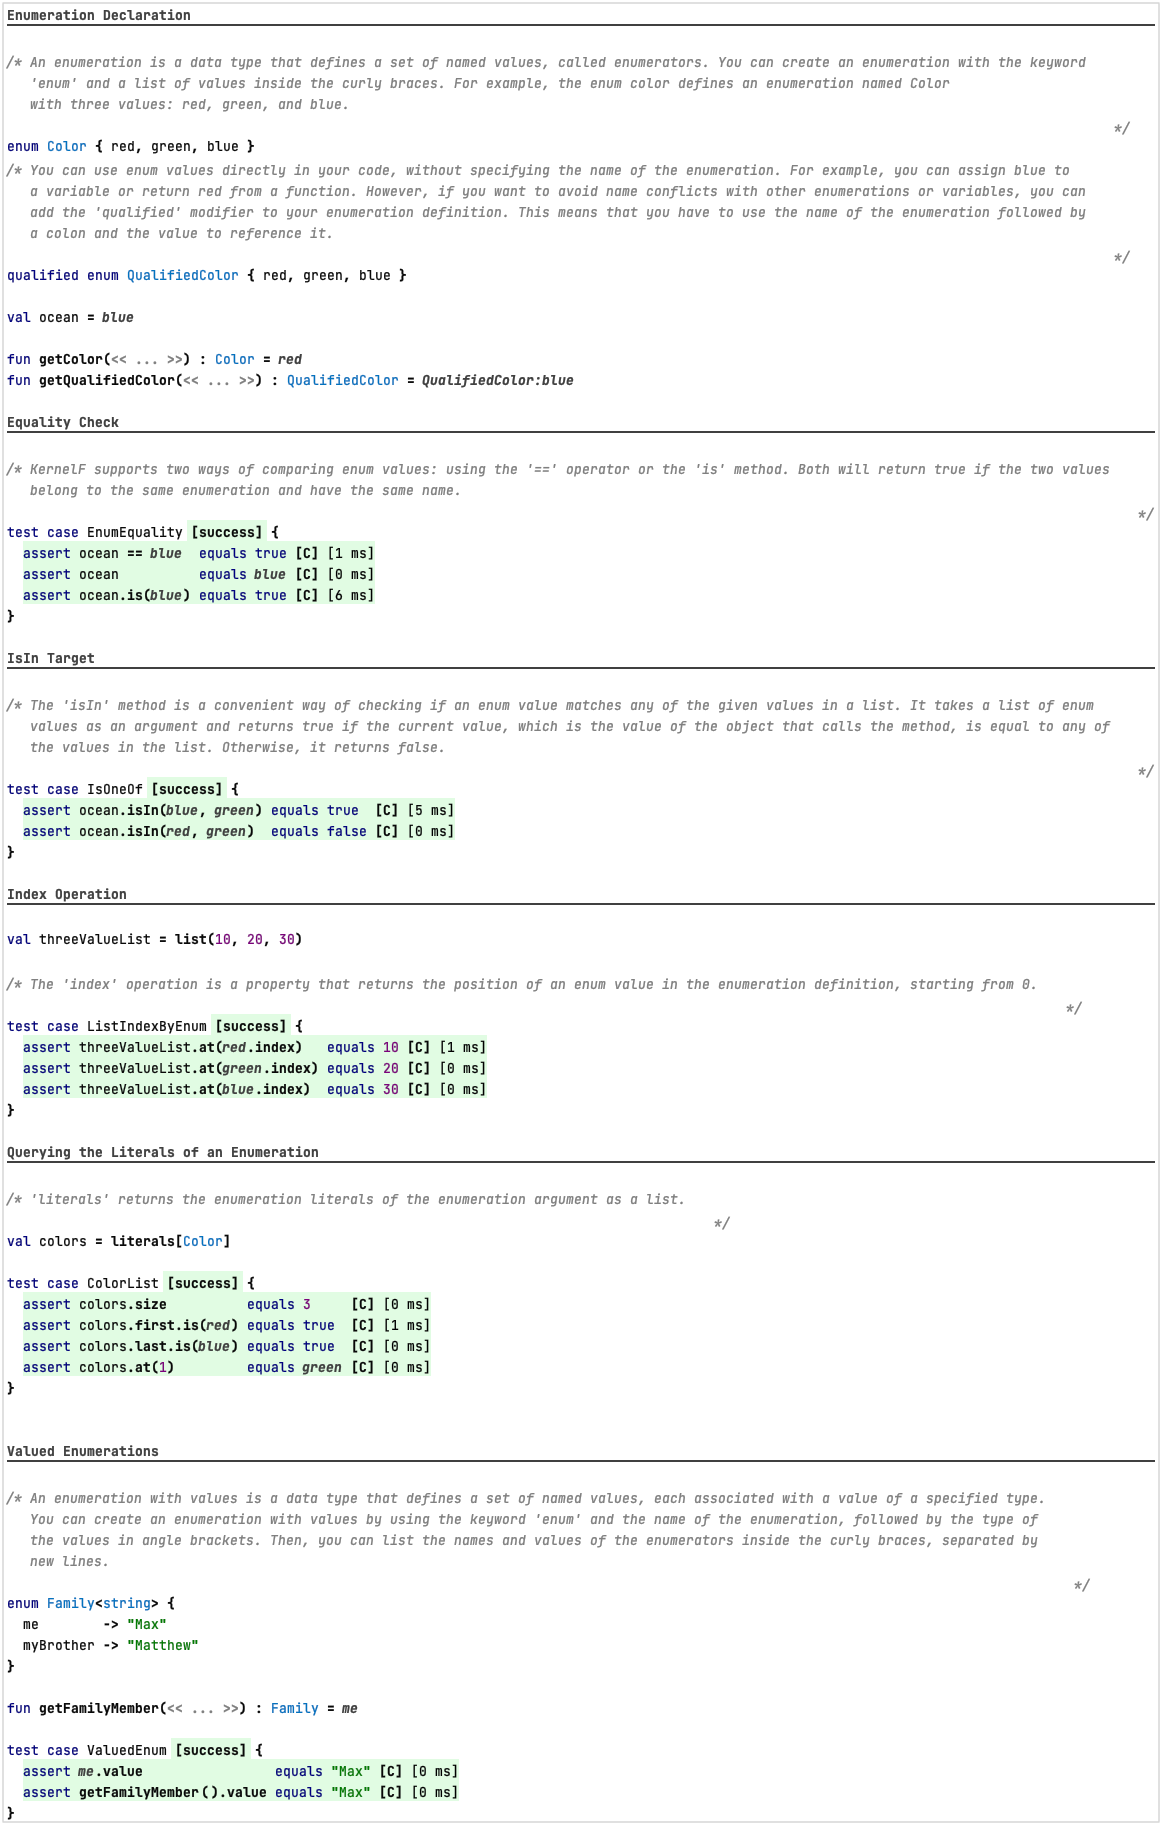 Enumeration Declaration
/* An enumeration is a data type that defines a set of named values, called enumerators. You can create an enumeration with the keyword
'enum' and a list of values inside the curly braces. For example, the enum color defines an enumeration named Color
with three values: red, green, and blue.
*/
enum Color { red, green, blue }
/* You can use enum values directly in your code, without specifying the name of the enumeration. For example, you can assign blue to
a variable or return red from a function. However, if you want to avoid name conflicts with other enumerations or variables, you can
add the 'qualified' modifier to your enumeration definition. This means that you have to use the name of the enumeration followed by
a colon and the value to reference it.
*/
qualified enum QualifiedColor { red, green, blue }
val ocean = blue
fun getColor(<< ... >>) : Color = red
fun getQualifiedColor(<< ... >>) : QualifiedColor = QualifiedColor:blue
Equality Check
/* KernelF supports two ways of comparing enum values: using the '==' operator or the 'is' method. Both will return true if the two values
belong to the same enumeration and have the same name.
*/
test case EnumEquality [success] {
assert ocean == blue equals true [C] [1 ms]
assert ocean equals blue [C] [0 ms]
assert ocean.is(blue) equals true [C] [6 ms]
}
IsIn Target
/* The 'isIn' method is a convenient way of checking if an enum value matches any of the given values in a list. It takes a list of enum
values as an argument and returns true if the current value, which is the value of the object that calls the method, is equal to any of
the values in the list. Otherwise, it returns false.
*/
test case IsOneOf [success] {
assert ocean.isIn(blue, green) equals true [C] [5 ms]
assert ocean.isIn(red, green) equals false [C] [0 ms]
}
Index Operation
val threeValueList = list(10, 20, 30)
/* The 'index' operation is a property that returns the position of an enum value in the enumeration definition, starting from 0.
*/
test case ListIndexByEnum [success] {
assert threeValueList.at(red.index) equals 10 [C] [1 ms]
assert threeValueList.at(green.index) equals 20 [C] [0 ms]
assert threeValueList.at(blue.index) equals 30 [C] [0 ms]
}
Querying the Literals of an Enumeration
/* 'literals' returns the enumeration literals of the enumeration argument as a list.
*/
val colors = literals[Color]
test case ColorList [success] {
assert colors.size equals 3 [C] [0 ms]
assert colors.first.is(red) equals true [C] [1 ms]
assert colors.last.is(blue) equals true [C] [0 ms]
assert colors.at(1) equals green [C] [0 ms]
}
Valued Enumerations
/* An enumeration with values is a data type that defines a set of named values, each associated with a value of a specified type.
You can create an enumeration with values by using the keyword 'enum' and the name of the enumeration, followed by the type of
the values in angle brackets. Then, you can list the names and values of the enumerators inside the curly braces, separated by
new lines.
*/
enum Family<string> {
me -> "Max"
myBrother -> "Matthew"
}
fun getFamilyMember(<< ... >>) : Family = me
test case ValuedEnum [success] {
assert me.value equals "Max" [C] [0 ms]
assert getFamilyMember().value equals "Max" [C] [0 ms]
}